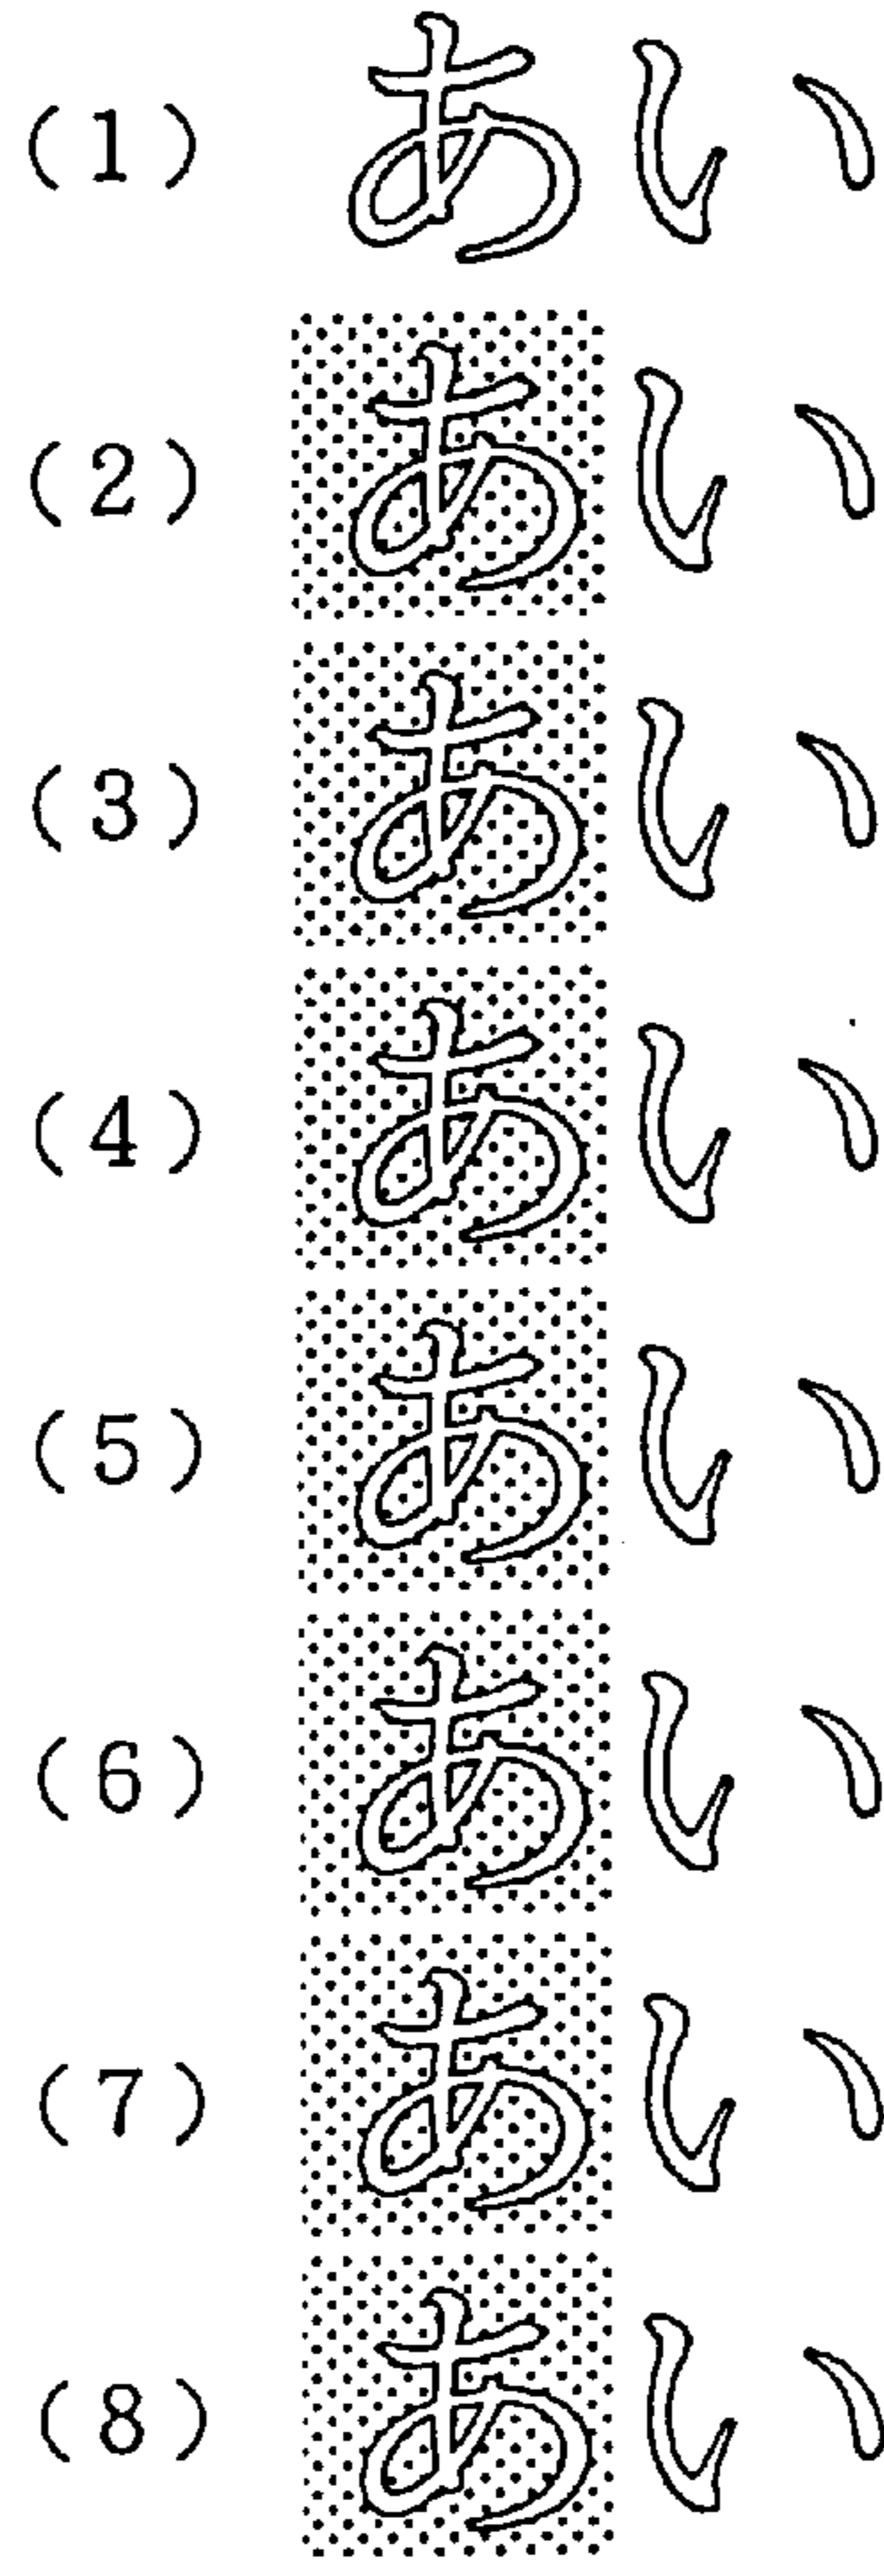 (1) あい
(2) あい
(3) あい
(4) あい
(5) あい
(6) あい
(7) あい
(8) あい